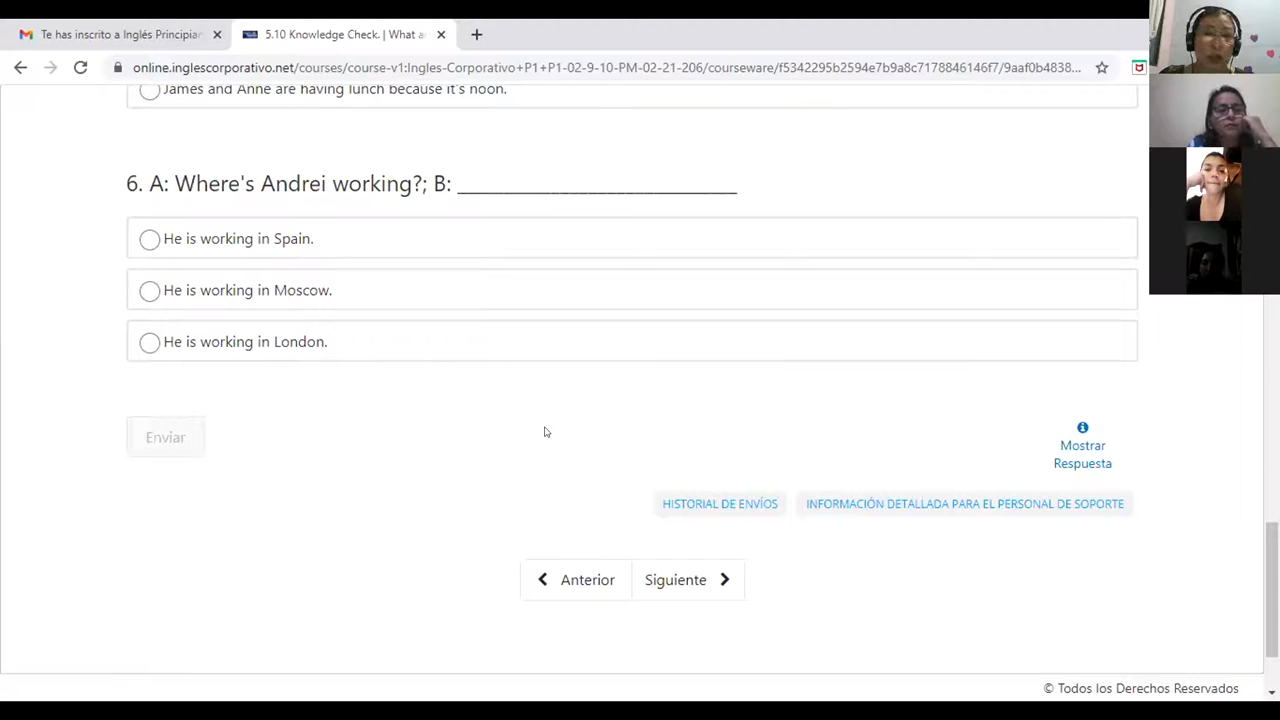 Te has inscrito a Inglés Principian
5.10 Knowledge Check. | What a
online.inglescorporativo.net/courses/course-v1:Ingles-Corporativo+P1+P1-02-9-10-PM-02-21-206/courseware/f5342295b2594e7b9a8c7178846146f7/9aaf0b4838...
James and Anne are having lunch because it's noon.
6. A: Where's Andrei working?; B: ____________________________
He is working in Spain.
He is working in Moscow.
He is working in London.
Enviar
Mostrar
Respuesta
HISTORIAL DE ENVÍOS
INFORMACIÓN DETALLADA PARA EL PERSONAL DE SOPORTE
Anterior
Siguiente
© Todos los Derechos Reservados